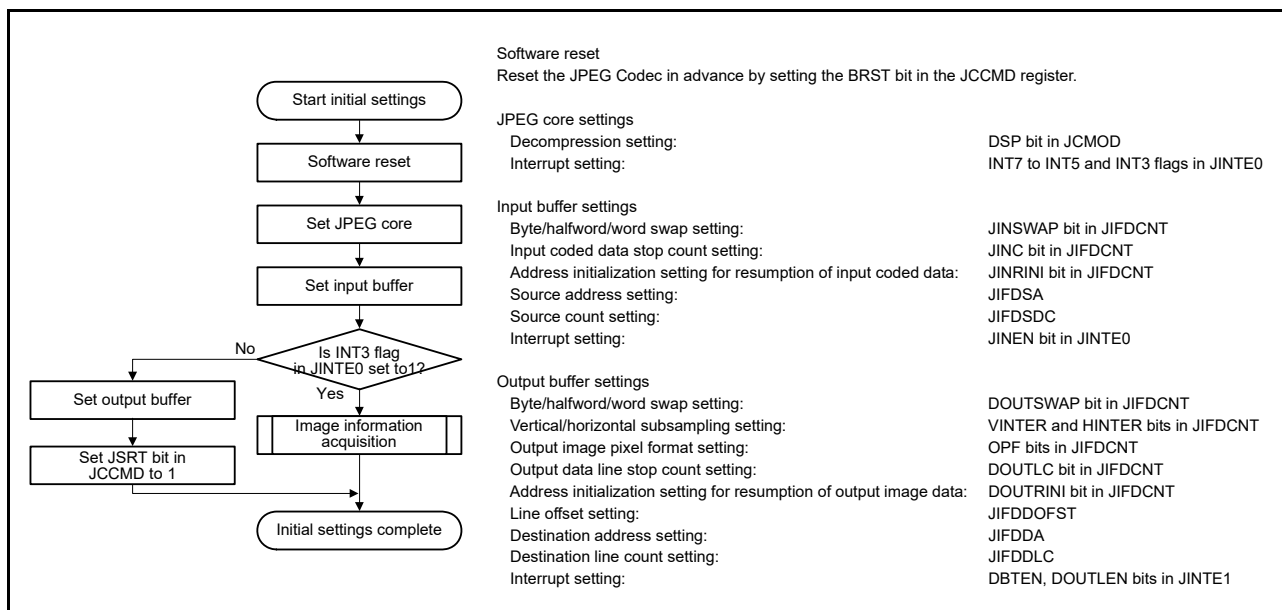 Start initial settings
Software reset
Set JPEG core
Set input buffer
Is INT3 flag
in JINTE0 set to1?
No
Yes
Set output buffer
Set JSRT bit in
JCCMD to 1
Image information
acquisition
Initial settings complete
Software reset
Reset the JPEG Codec in advance by setting the BRST bit in the JCCMD register.
JPEG core settings
Decompression setting: DSP bit in JCMOD
Interrupt setting: INT7 to INT5 and INT3 flags in JINTE0
Input buffer settings
Byte/halfword/word swap setting: JINSWAP bit in JIFDCNT
Input coded data stop count setting: JINC bit in JIFDCNT
Address initialization setting for resumption of input coded data: JINRINI bit in JIFDCNT
Source address setting: JIFDSA
Source count setting: JIFDSDC
Interrupt setting: JINEN bit in JINTE0
Output buffer settings
Byte/halfword/word swap setting: DOUTSWAP bit in JIFDCNT
Vertical/horizontal subsampling setting: VINTER and HINTER bits in JIFDCNT
Output image pixel format setting: OPF bits in JIFDCNT
Output data line stop count setting: DOUTLC bit in JIFDCNT
Address initialization setting for resumption of output image data: DOUTRINI bit in JIFDCNT
Line offset setting: JIFDDOFST
Destination address setting: JIFDDA
Destination line count setting: JIFDDLC
Interrupt setting: DBTEN, DOUTLEN bits in JINTE1